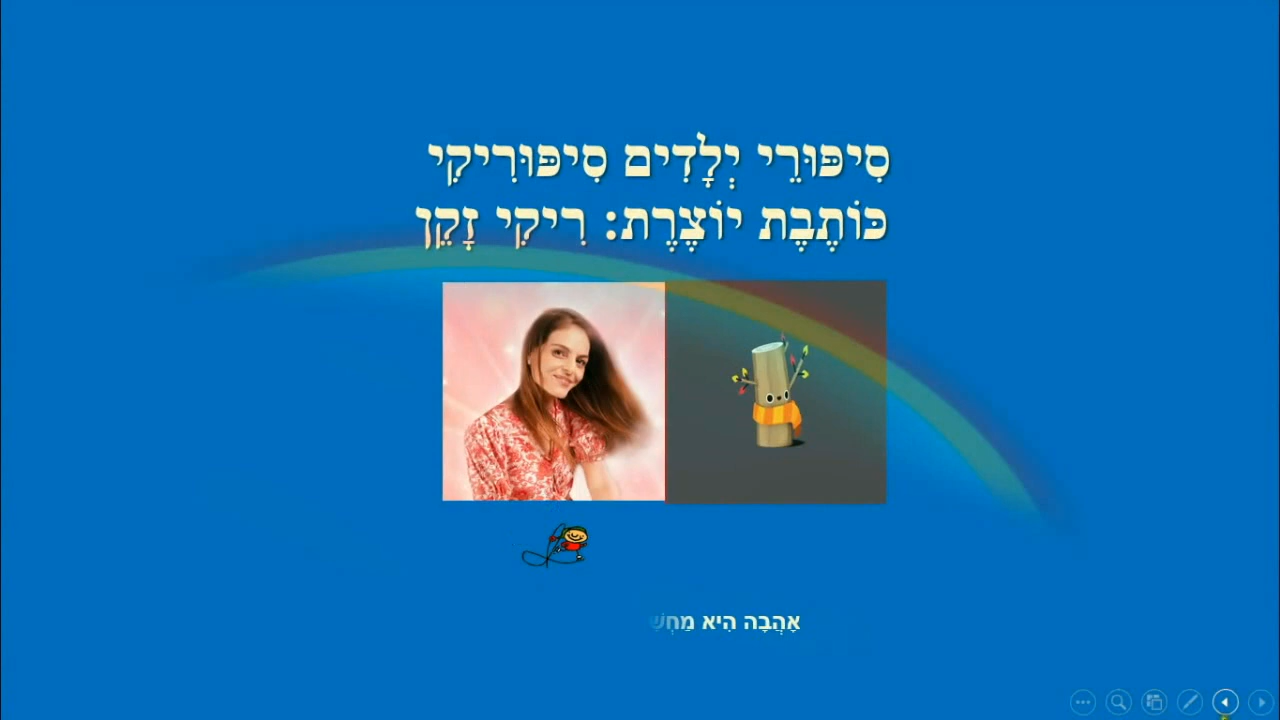 סִיפּוּרֵי יְלָדִים סִיפּוּרִיקִי
כּוֹתֶבֶת יוֹצֶרֶת: רִיקִי זָקֵן
אָהֲבָה הִיא